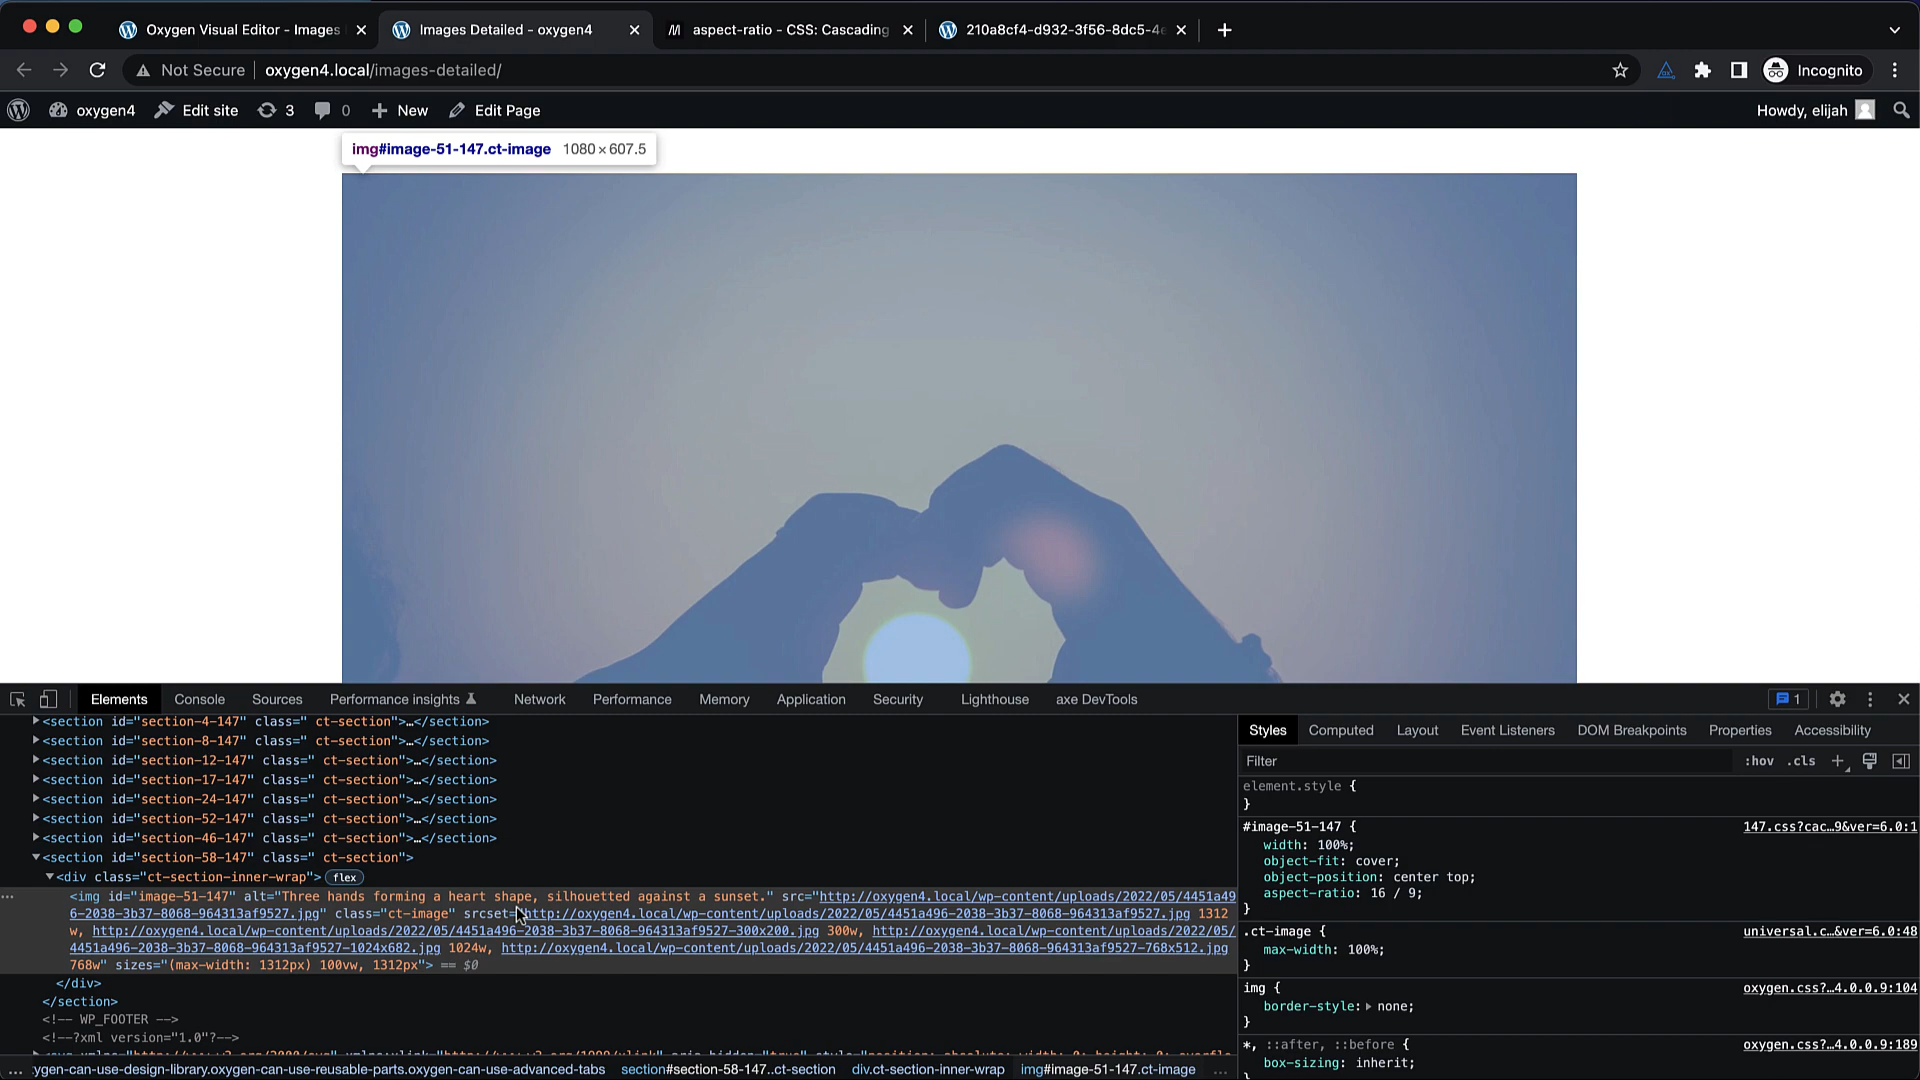 Oxygen Visual Editor - Images
Images Detailed - oxygen4
aspect-ratio - CSS: Cascading
210a8cf4-d932-3f56-8dc5-4e
Not Secure
oxygen4.local/images-detailed/
Incognito
oxygen4
Edit site
3
0
New
Edit Page
Howdy, elijah
img#image-51-147.ct-image 1080 × 607.5
Elements
Console
Sources
Performance insights
Network
Performance
Memory
Application
Security
Lighthouse
axe DevTools
1
<section id="section-4-147" class=" ct-section">…</section>
<section id="section-8-147" class=" ct-section">…</section>
<section id="section-12-147" class=" ct-section">…</section>
<section id="section-17-147" class=" ct-section">…</section>
<section id="section-24-147" class=" ct-section">…</section>
<section id="section-52-147" class=" ct-section">…</section>
<section id="section-46-147" class=" ct-section">…</section>
<section id="section-58-147" class=" ct-section">
<div class="ct-section-inner-wrap"> flex
<img id="image-51-147" alt="Three hands forming a heart shape, silhouetted against a sunset." src="http://oxygen4.local/wp-content/uploads/2022/05/4451a49
6-2038-3b37-8068-964313af9527.jpg" class="ct-image" srcset="http://oxygen4.local/wp-content/uploads/2022/05/4451a496-2038-3b37-8068-964313af9527.jpg 1312
w, http://oxygen4.local/wp-content/uploads/2022/05/4451a496-2038-3b37-8068-964313af9527-300x200.jpg 300w, http://oxygen4.local/wp-content/uploads/2022/05/
4451a496-2038-3b37-8068-964313af9527-1024x682.jpg 1024w, http://oxygen4.local/wp-content/uploads/2022/05/4451a496-2038-3b37-8068-964313af9527-768x512.jpg
768w" sizes="(max-width: 1312px) 100vw, 1312px"> == $0
</div>
</section>
<!-- WP_FOOTER -->
<!--?xml version="1.0"?-->
... ygen-can-use-design-library.oxygen-can-use-reusable-parts.oxygen-can-use-advanced-tabs section#section-58-147..ct-section div.ct-section-inner-wrap img#image-51-147.ct-image ...
Styles
Computed
Layout
Event Listeners
DOM Breakpoints
Properties
Accessibility
Filter
:hov .cls +
element.style {
}
#image-51-147 { 147.css?cac…9&ver=6.0:1
width: 100%;
object-fit: cover;
object-position: center top;
aspect-ratio: 16 / 9;
}
.ct-image { universal.c…&ver=6.0:48
max-width: 100%;
}
img { oxygen.css?…4.0.0.9:104
border-style: none;
}
*, ::after, ::before { oxygen.css?…4.0.0.9:189
box-sizing: inherit;